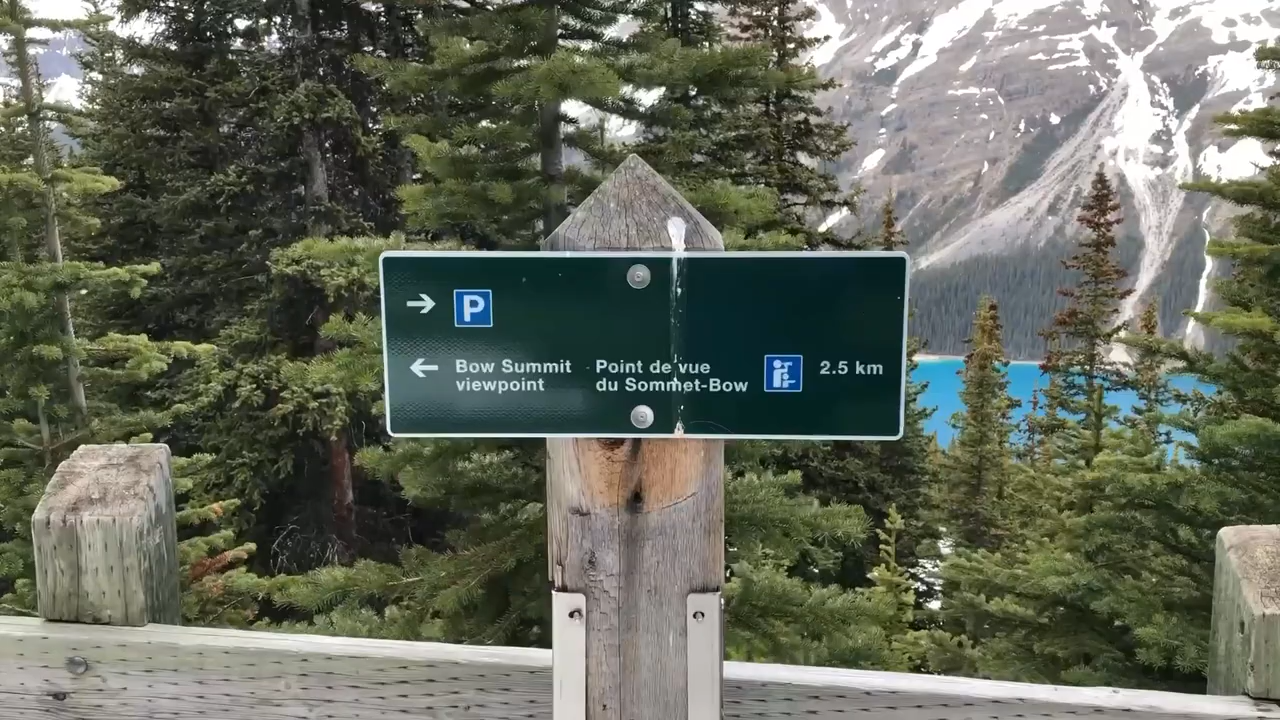 → P
← Bow Summit viewpoint
Point de vue du Sommet-Bow
2.5 km